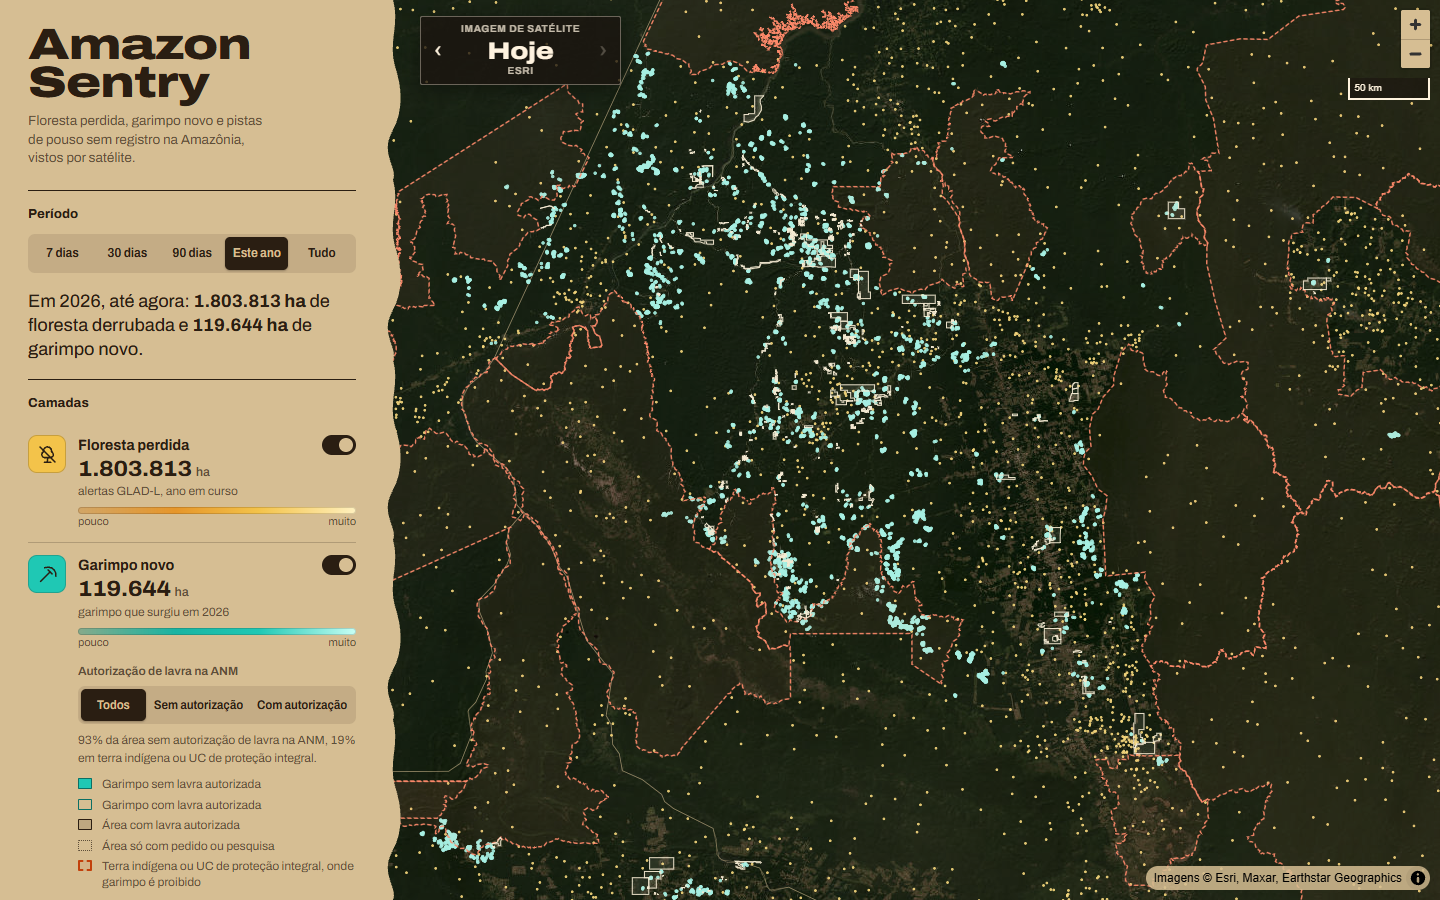 Amazon
Sentry
Floresta perdida, garimpo novo e pistas
de pouso sem registro na Amazônia,
vistos por satélite.
Período
7 dias 30 dias 90 dias Este ano Tudo
Em 2026, até agora: 1.803.813 ha de
floresta derrubada e 119.644 ha de
garimpo novo.
Camadas
Floresta perdida
1.803.813 ha
alertas GLAD-L, ano em curso
pouco muito
Garimpo novo
119.644 ha
garimpo que surgiu em 2026
pouco muito
Autorização de lavra na ANM
Todos Sem autorização Com autorização
93% da área sem autorização de lavra na ANM, 19%
em terra indígena ou UC de proteção integral.
Garimpo sem lavra autorizada
Garimpo com lavra autorizada
Área com lavra autorizada
Área só com pedido ou pesquisa
Terra indígena ou UC de proteção integral, onde
garimpo é proibido
IMAGEM DE SATÉLITE
‹ Hoje ›
ESRI
+
−
50 km
Imagens © Esri, Maxar, Earthstar Geographics